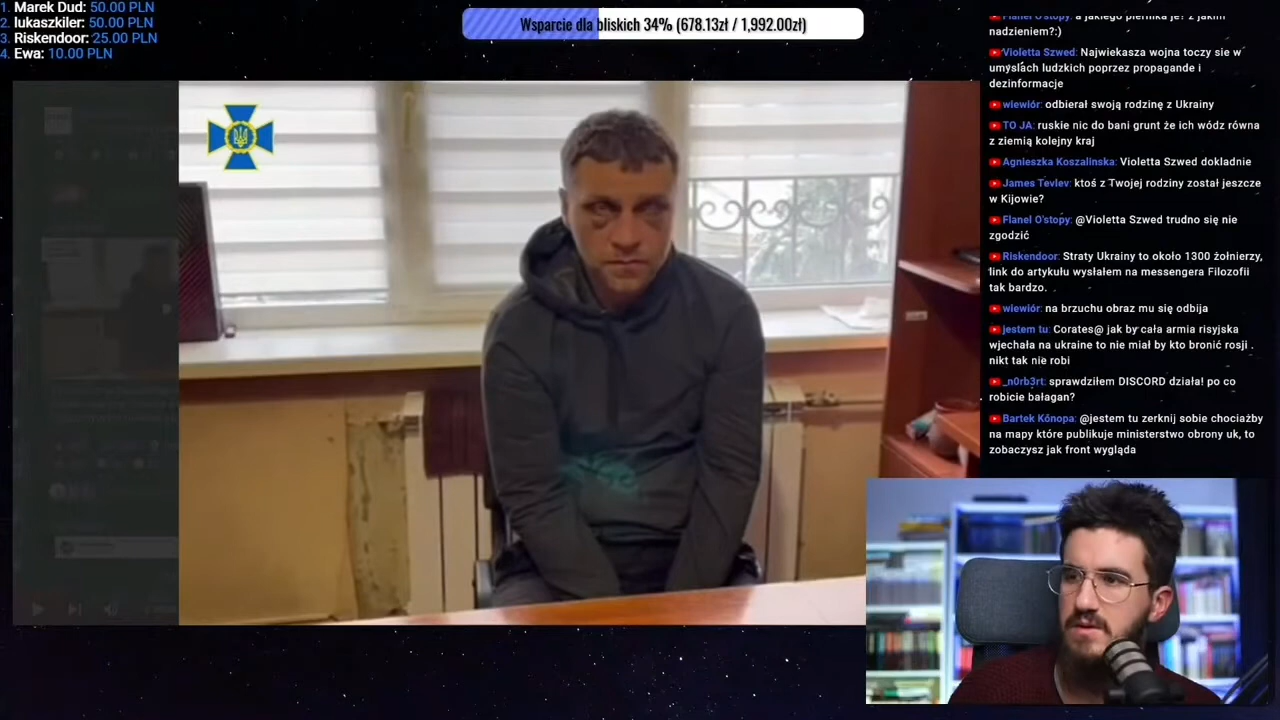 1. Marek Dud: 50.00 PLN
2. lukaszkiler: 50.00 PLN
3. Riskendoor: 25.00 PLN
4. Ewa: 10.00 PLN
Wsparcie dla bliskich 34% (678.13zł / 1,992.00zł)
Flanel O'stopy: a jakiego piernika je? z jakim
nadzieniem?:)
Violetta Szwed: Najwiekasza wojna toczy sie w
umysłach ludzkich poprzez propagande i
dezinformacje
wiewiór: odbierał swoją rodzinę z Ukrainy
TO JA: ruskie nic do bani grunt że ich wódz równa
z ziemią kolejny kraj
Agnieszka Koszalinska: Violetta Szwed dokladnie
James Tevlev: ktoś z Twojej rodziny został jeszcze
w Kijowie?
Flanel O'stopy: @Violetta Szwed trudno się nie
zgodzić
Riskendoor: Straty Ukrainy to około 1300 żołnierzy,
link do artykułu wysłałem na messengera Filozofii
tak bardzo.
wiewiór: na brzuchu obraz mu się odbija
jestem tu: Corates@ jak by cała armia risyjska
wjechała na ukraine to nie miał by kto bronić rosji .
nikt tak nie robi
_n0rb3rt: sprawdziłem DISCORD działa! po co
robicie bałagan?
Bartek Kónopa: @jestem tu zerknij sobie chociażby
na mapy które publikuje ministerstwo obrony uk, to
zobaczysz jak front wygląda